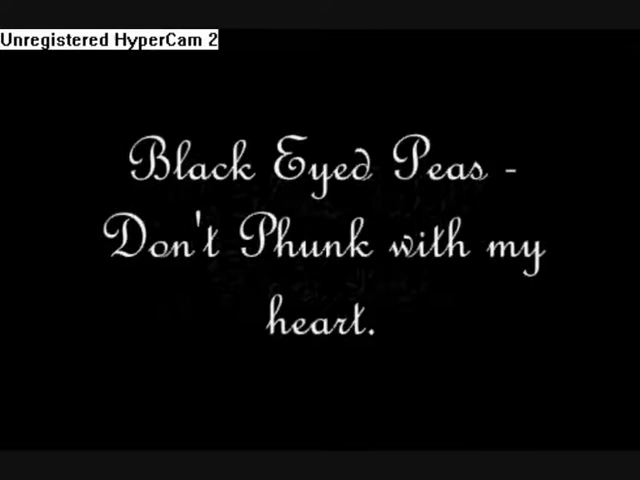 Unregistered HyperCam 2
Black Eyed Peas -
Don't Phunk with my
heart.